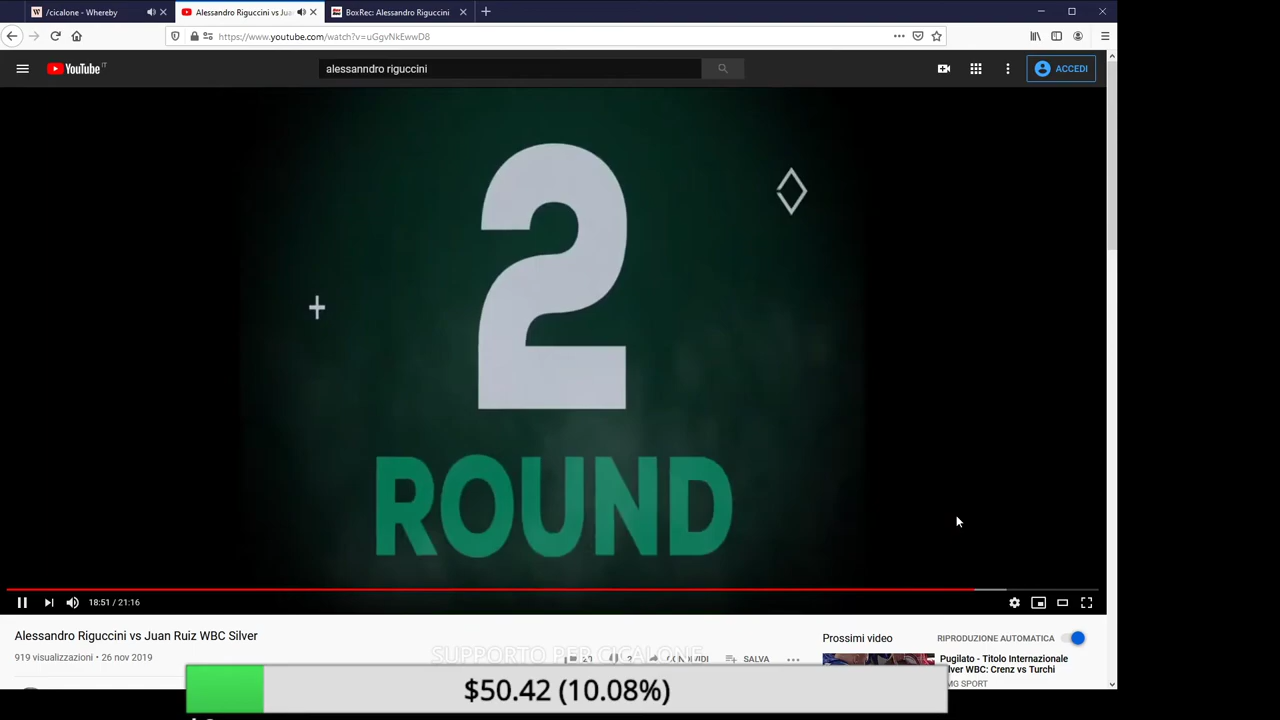 /cicalone - Whereby
Alessandro Riguccini vs Jua
BoxRec: Alessandro Riguccini
https://www.youtube.com/watch?v=uGgvNkEwwD8
YouTube IT
alessanndro riguccini
ACCEDI
2
ROUND
18:51 / 21:16
Alessandro Riguccini vs Juan Ruiz WBC Silver
919 visualizzazioni • 26 nov 2019
SALVA
Prossimi video
RIPRODUZIONE AUTOMATICA
Pugilato - Titolo Internazionale
Silver WBC: Crenz vs Turchi
MG SPORT
SUPPORTO PER CICALONE
$50.42 (10.08%)